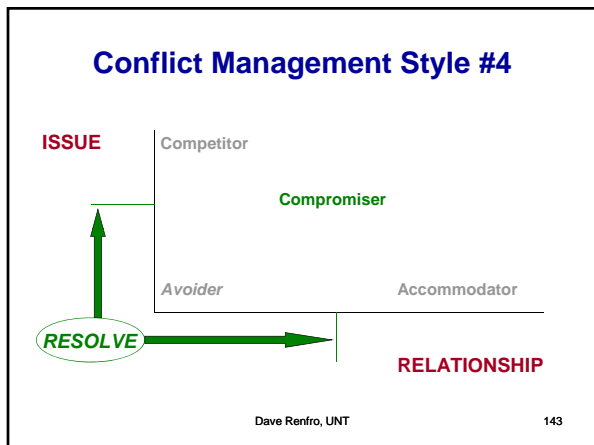 Conflict Management Style #4
ISSUE
Competitor
Compromiser
Avoider
Accommodator
RESOLVE
RELATIONSHIP
Dave Renfro, UNT
143